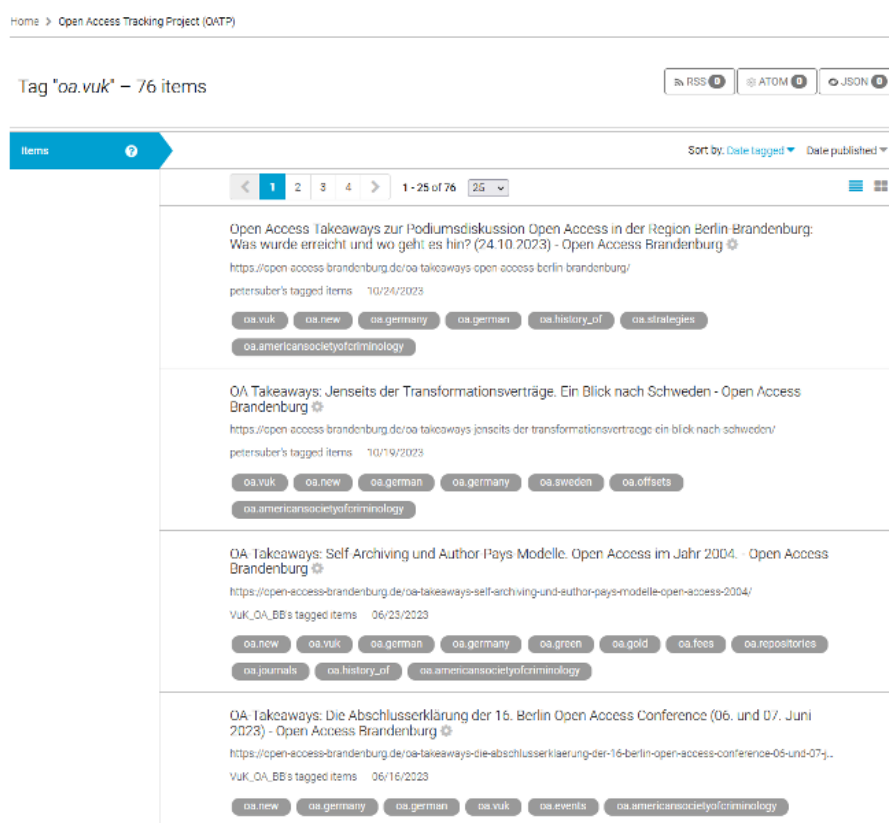 Home > Open Access Tracking Project (OATP)
Tag "oa.vuk" – 76 items
RSS 0 ATOM 0 JSON 0
Items ?
Sort by: Date tagged Date published
1 2 3 4 1 - 25 of 76 25
Open Access Takeaways zur Podiumsdiskussion Open Access in der Region Berlin-Brandenburg:
Was wurde erreicht und wo geht es hin? (24.10.2023) - Open Access Brandenburg
https://open-access-brandenburg.de/oa-takeaways-open-access-berlin-brandenburg/
petersuber's tagged items 10/24/2023
oa.vuk oa.new oa.germany oa.german oa.history_of oa.strategies
oa.americansocietyofcriminology
OA Takeaways: Jenseits der Transformationsverträge. Ein Blick nach Schweden - Open Access
Brandenburg
https://open-access-brandenburg.de/oa-takeaways-jenseits-der-transformationsvertraege-ein-blick-nach-schweden/
petersuber's tagged items 10/19/2023
oa.vuk oa.new oa.german oa.germany oa.sweden oa.offsets
oa.americansocietyofcriminology
OA-Takeaways: Self-Archiving und Author-Pays-Modelle. Open Access im Jahr 2004. - Open Access
Brandenburg
https://open-access-brandenburg.de/oa-takeaways-self-archiving-und-author-pays-modelle-open-access-2004/
VuK_OA_BB's tagged items 06/23/2023
oa.new oa.vuk oa.german oa.germany oa.green oa.gold oa.fees oa.repositories
oa.journals oa.history_of oa.americansocietyofcriminology
OA-Takeaways: Die Abschlusserklärung der 16. Berlin Open Access Conference (06. und 07. Juni
2023) - Open Access Brandenburg
https://open-access-brandenburg.de/oa-takeaways-die-abschlusserklaerung-der-16-berlin-open-access-conference-06-und-07-j...
VuK_OA_BB's tagged items 06/16/2023
oa.new oa.germany oa.german oa.vuk oa.events oa.americansocietyofcriminology